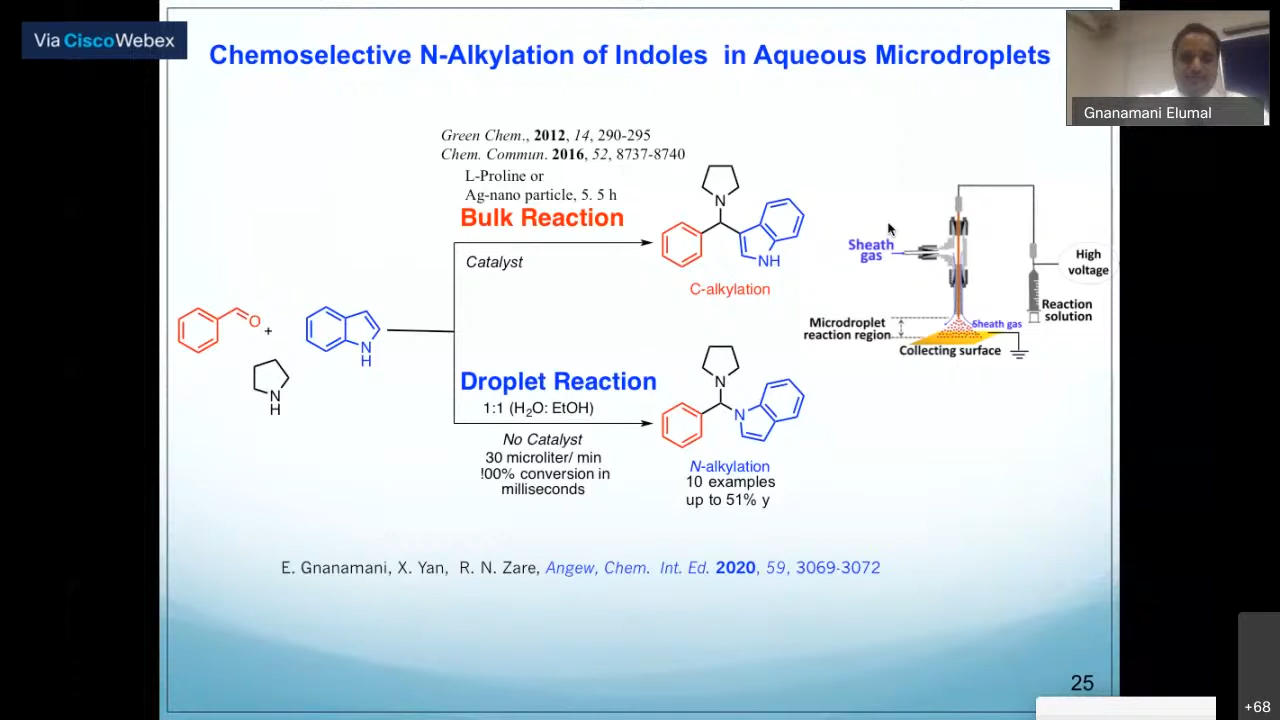 Via CiscoWebex
Chemoselective N-Alkylation of Indoles in Aqueous Microdroplets
Gnanamani Elumal
Green Chem., 2012, 14, 290-295
Chem. Commun. 2016, 52, 8737-8740
L-Proline or
Ag-nano particle, 5. 5 h
Bulk Reaction
Catalyst
N
NH
C-alkylation
Sheath
gas
High
voltage
Reaction
solution
Microdroplet
reaction region
Sheath gas
Collecting surface
O
+
N
H
N
H
Droplet Reaction
1:1 (H2O: EtOH)
No Catalyst
30 microliter/ min
!00% conversion in
milliseconds
N
N
N-alkylation
10 examples
up to 51% y
E. Gnanamani, X. Yan, R. N. Zare, Angew, Chem. Int. Ed. 2020, 59, 3069-3072
25
+68